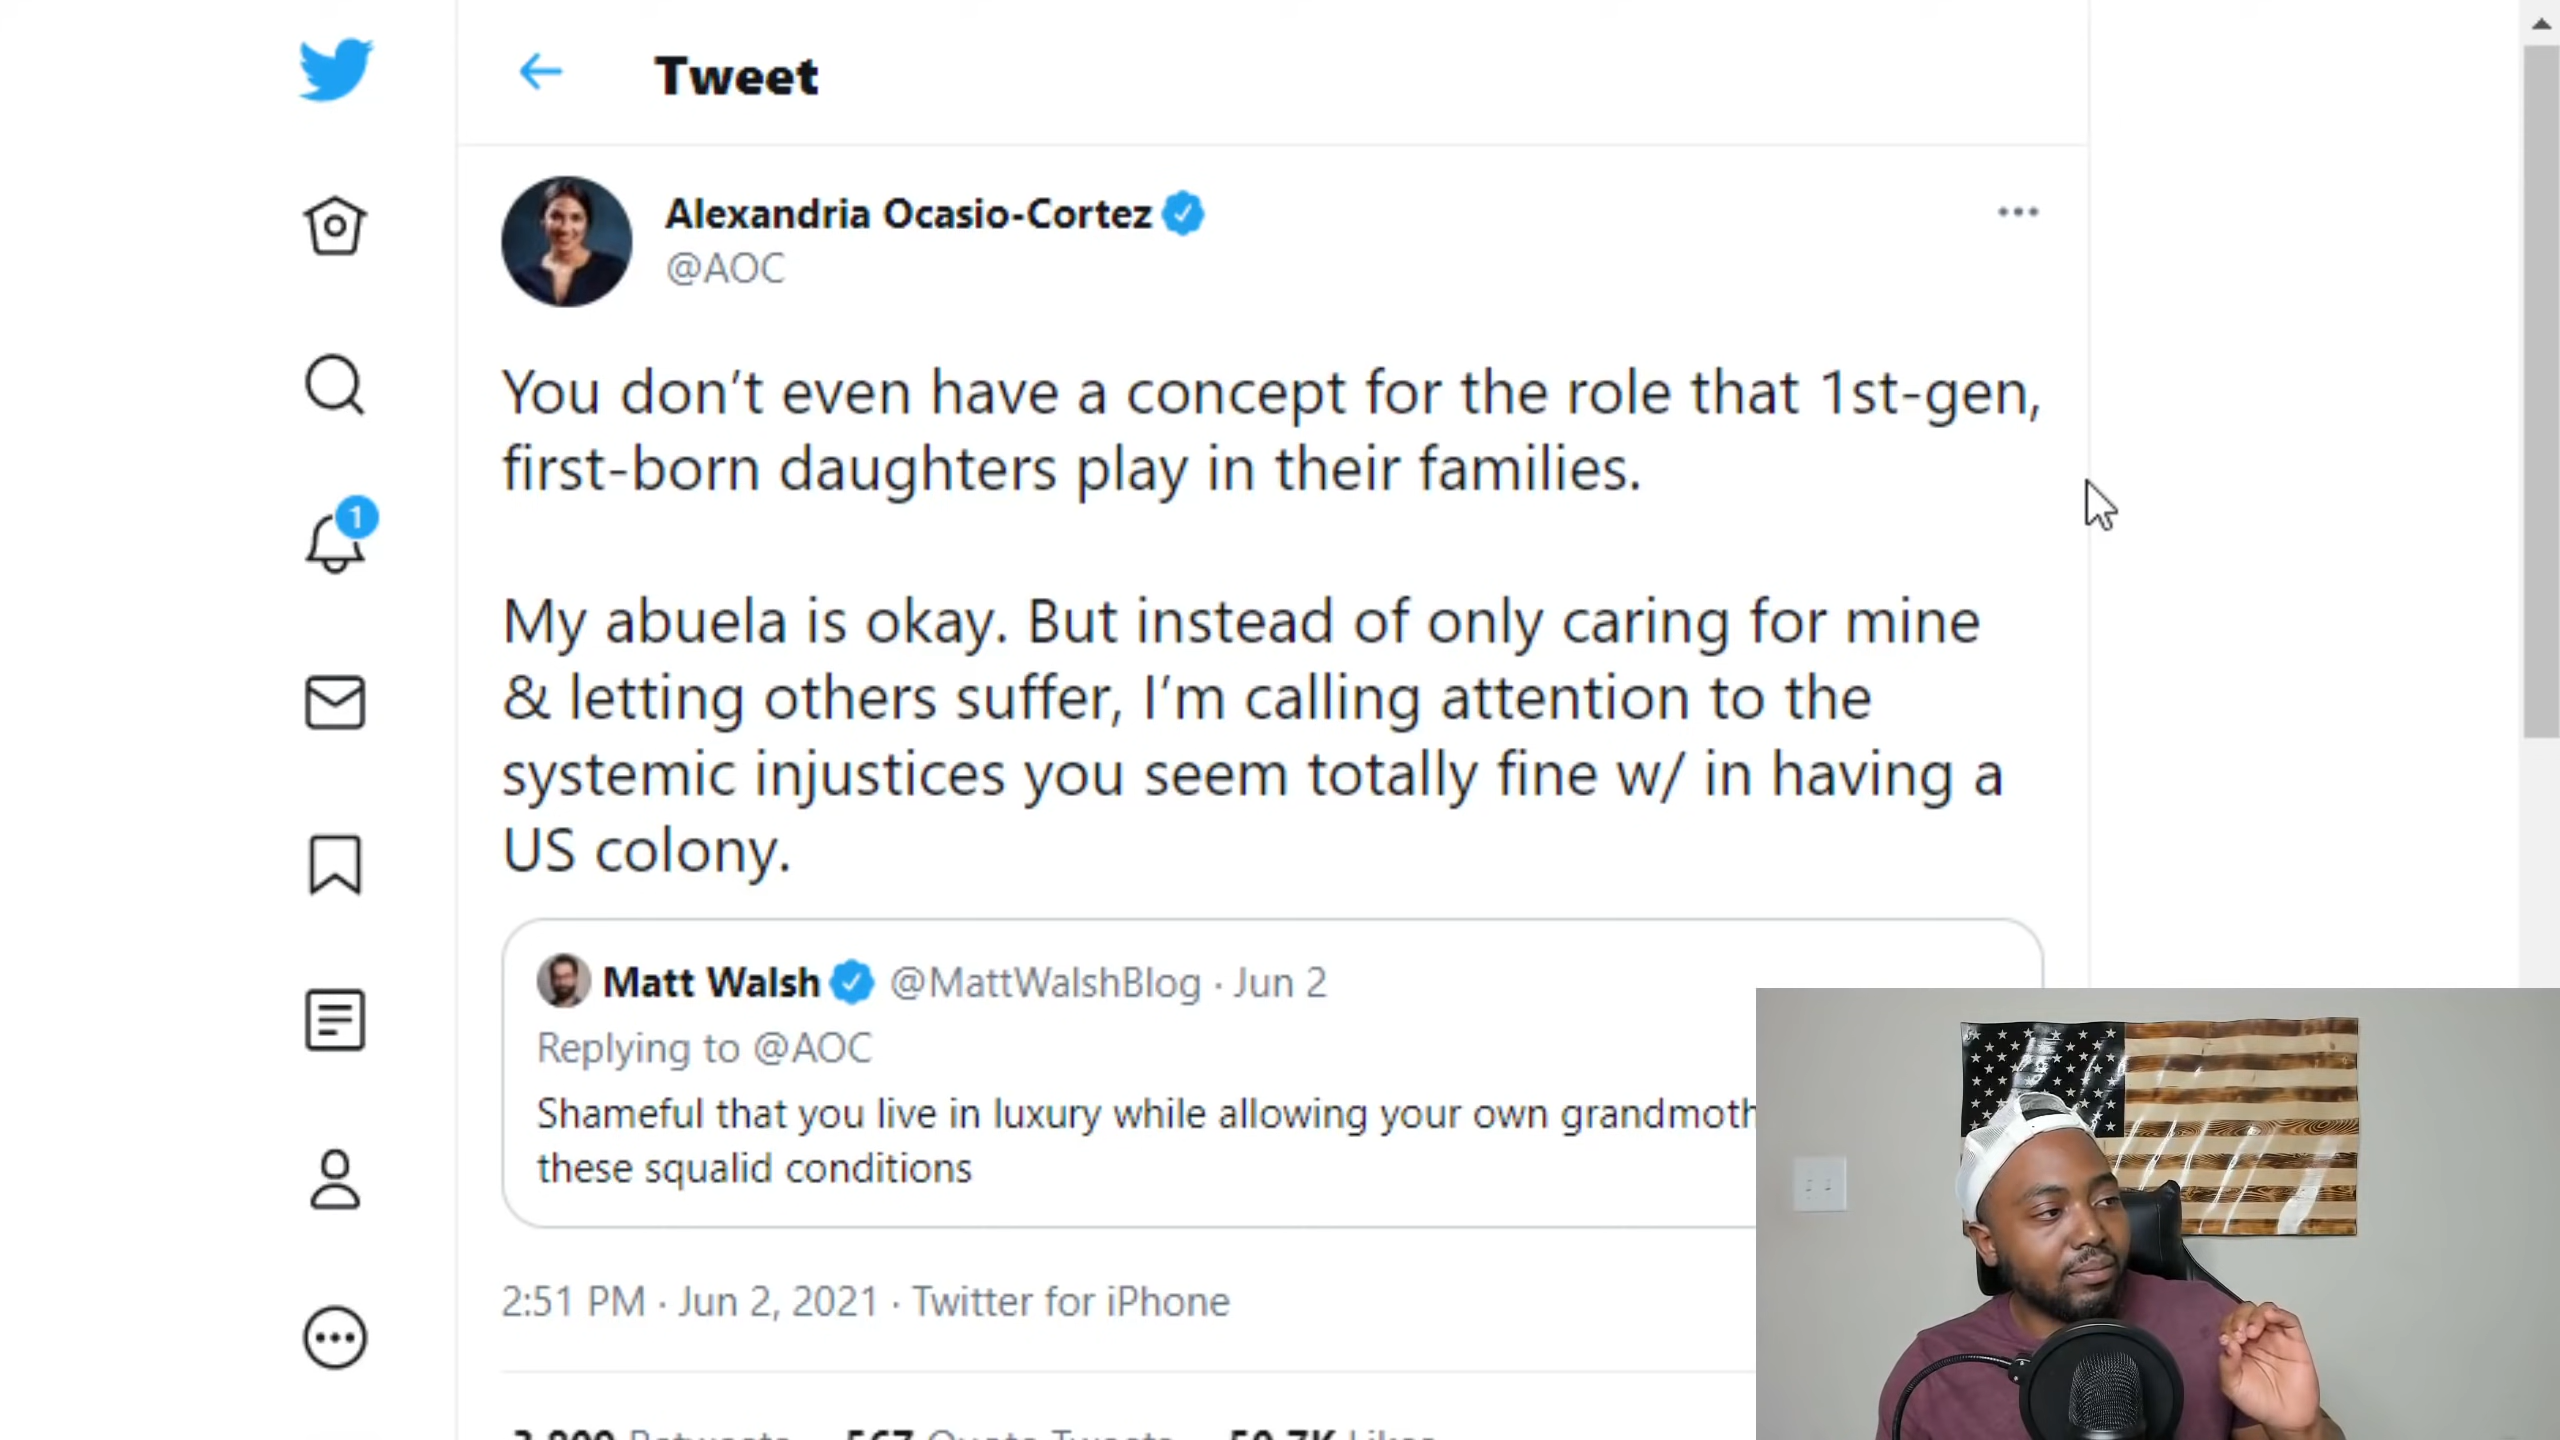 Tweet
Alexandria Ocasio-Cortez
@AOC
You don’t even have a concept for the role that 1st-gen,
first-born daughters play in their families.
My abuela is okay. But instead of only caring for mine
& letting others suffer, I’m calling attention to the
systemic injustices you seem totally fine w/ in having a
US colony.
Matt Walsh @MattWalshBlog · Jun 2
Replying to @AOC
Shameful that you live in luxury while allowing your own
these squalid conditions
2:51 PM · Jun 2, 2021 · Twitter for iPhone
1